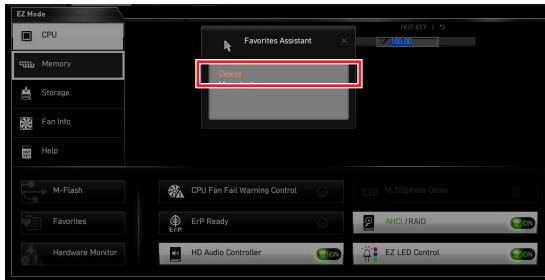 EZ Mode
HOT KEY
CPU
Favorites Assistant
100.00
Memory
Delete
Storage
Fan Info
Help
M-Flash
CPU Fan Fail Warning Control
M.2/Optane Genie
Favorites
ErP
ErP Ready
AHCI /RAID
ON
Hardware Monitor
HD Audio Controller
ON
EZ LED Control
ON